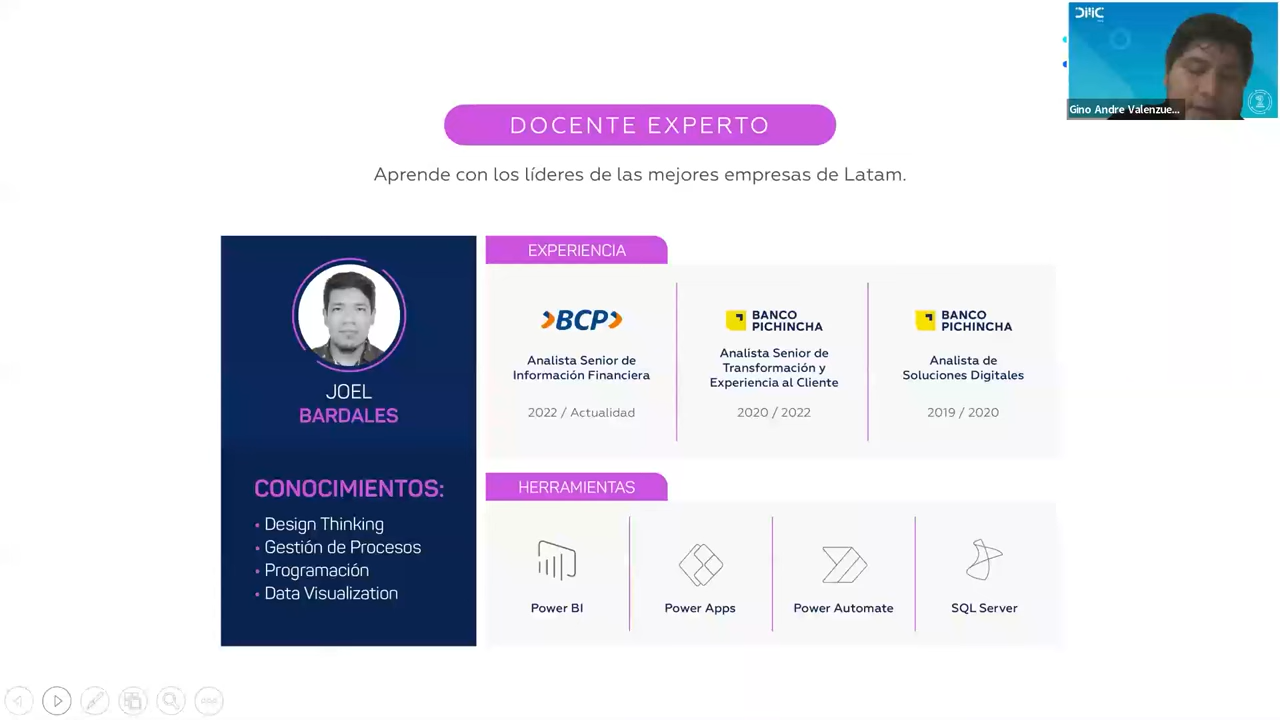 DMC
Gino Andre Valenzue...
DOCENTE EXPERTO
Aprende con los líderes de las mejores empresas de Latam.
JOEL
BARDALES
CONOCIMIENTOS:
• Design Thinking
• Gestión de Procesos
• Programación
• Data Visualization
EXPERIENCIA
BCP
Analista Senior de
Información Financiera
2022 / Actualidad
BANCO
PICHINCHA
Analista Senior de
Transformación y
Experiencia al Cliente
2020 / 2022
BANCO
PICHINCHA
Analista de
Soluciones Digitales
2019 / 2020
HERRAMIENTAS
Power BI
Power Apps
Power Automate
SQL Server